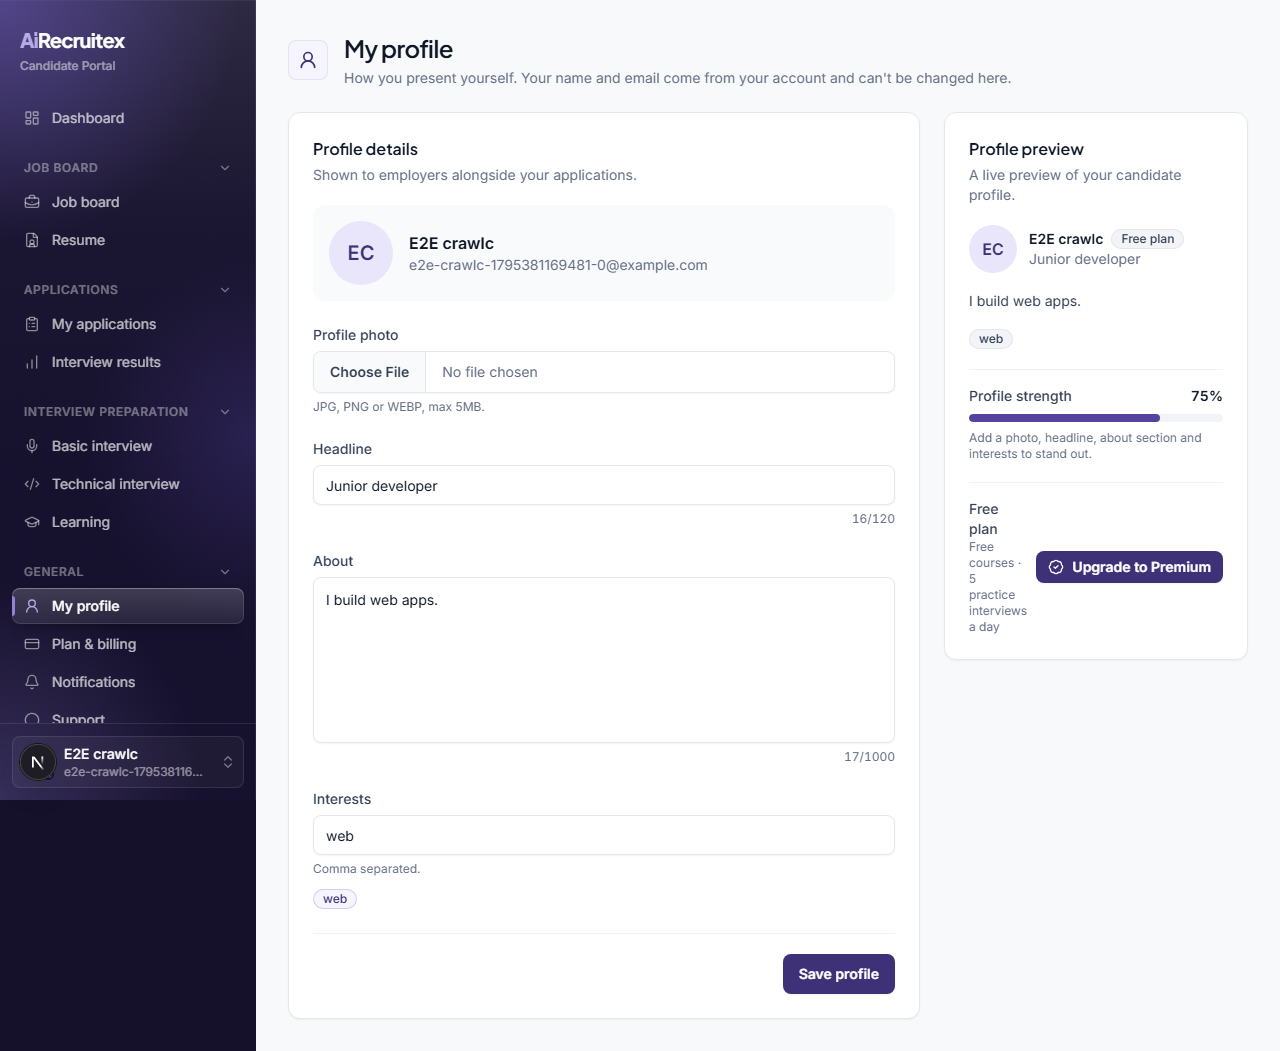 AiRecruitex
Candidate Portal
Dashboard
JOB BOARD
Job board
Resume
APPLICATIONS
My applications
Interview results
INTERVIEW PREPARATION
Basic interview
Technical interview
Learning
GENERAL
My profile
Plan & billing
Notifications
Support
N
E2E crawlc
e2e-crawlc-179538116...
My profile
How you present yourself. Your name and email come from your account and can't be changed here.
Profile details
Shown to employers alongside your applications.
EC
E2E crawlc
e2e-crawlc-1795381169481-0@example.com
Profile photo
Choose File No file chosen
JPG, PNG or WEBP, max 5MB.
Headline
Junior developer
16/120
About
I build web apps.
17/1000
Interests
web
Comma separated.
web
Save profile
Profile preview
A live preview of your candidate
profile.
EC
E2E crawlc Free plan
Junior developer
I build web apps.
web
Profile strength 75%
Add a photo, headline, about section and
interests to stand out.
Free
plan
Free
courses ·
5
practice
interviews
a day
Upgrade to Premium